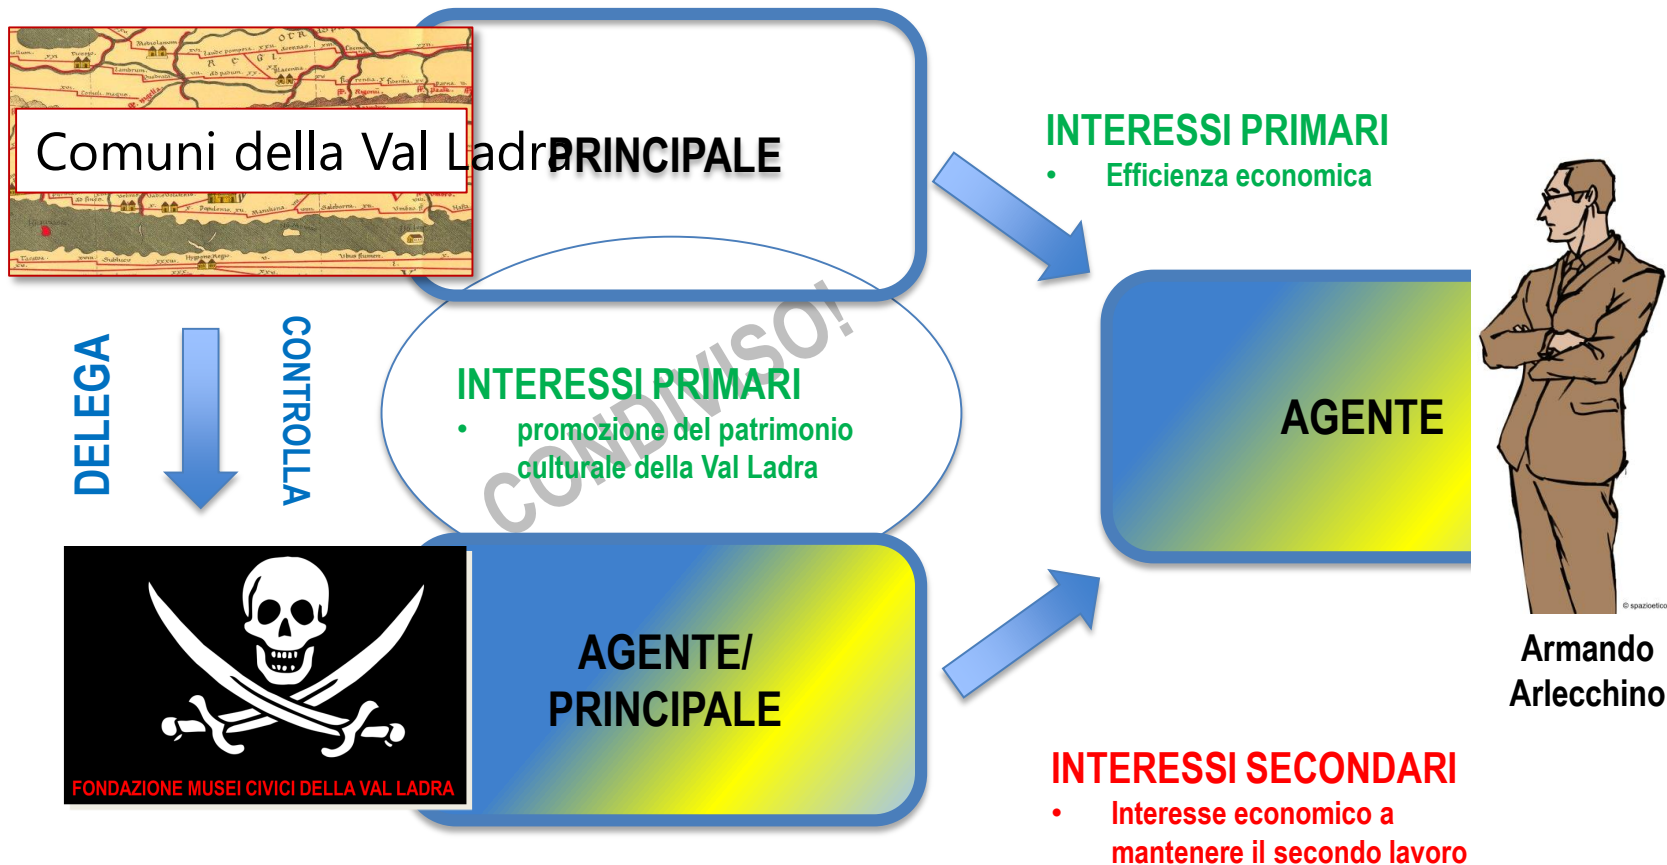 Comuni della Val Ladra
PRINCIPALE
INTERESSI PRIMARI
• Efficienza economica
DELEGA
CONTROLLA
CONDIVISO!
INTERESSI PRIMARI
• promozione del patrimonio
culturale della Val Ladra
AGENTE
© spazioetico
Armando
Arlecchino
AGENTE/
PRINCIPALE
FONDAZIONE MUSEI CIVICI DELLA VAL LADRA
INTERESSI SECONDARI
• Interesse economico a
mantenere il secondo lavoro